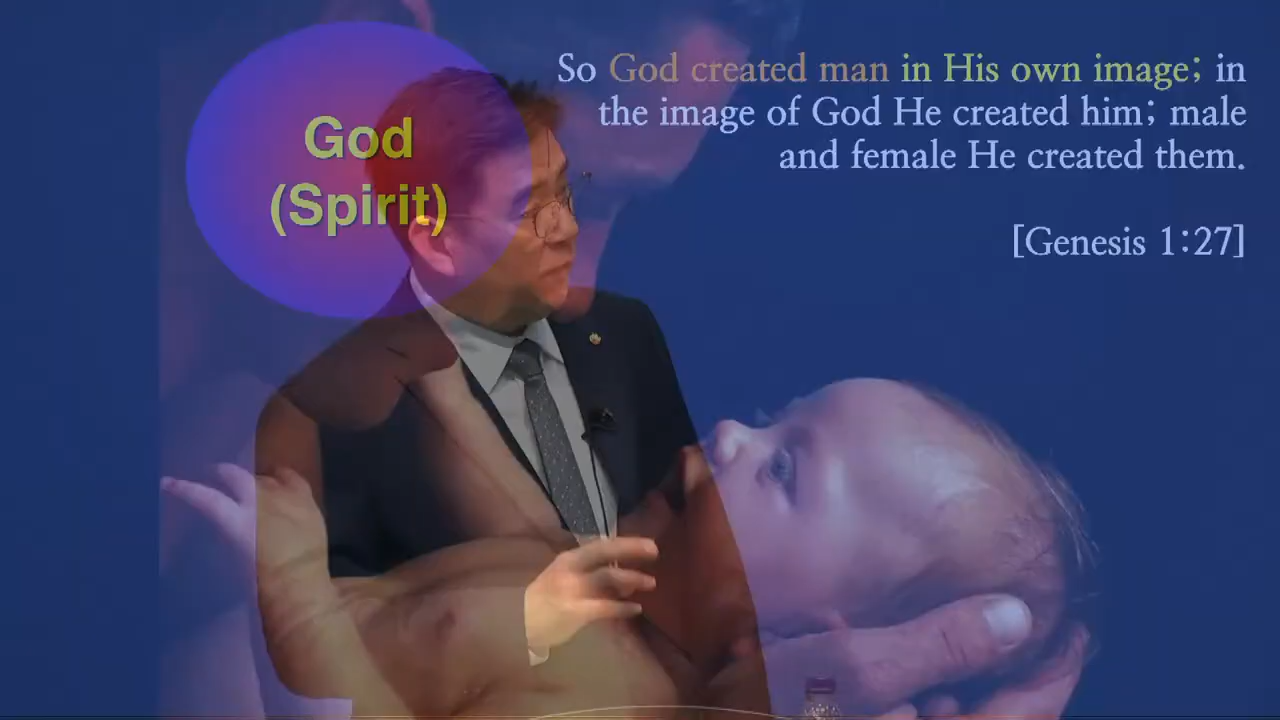 God
(Spirit)
So God created man in His own image; in
the image of God He created him; male
and female He created them.
[Genesis 1:27]